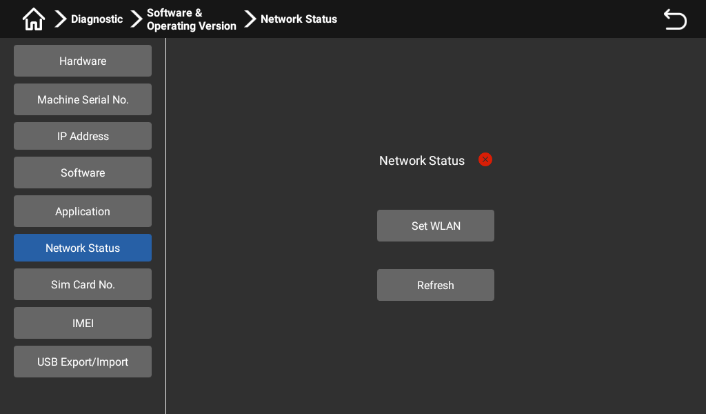 Diagnostic
Software &
Operating Version
Network Status
Hardware
Machine Serial No.
IP Address
Software
Application
Network Status
Sim Card No.
IMEI
USB Export/Import
Network Status
Set WLAN
Refresh